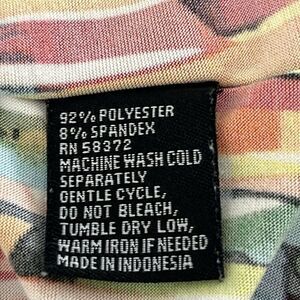 92% POLYESTER
8% SPANDEX
RN 58372
MACHINE WASH COLD
SEPARATELY
GENTLE CYCLE,
DO NOT BLEACH,
TUMBLE DRY LOW,
WARM IRON IF NEEDED
MADE IN INDONESIA